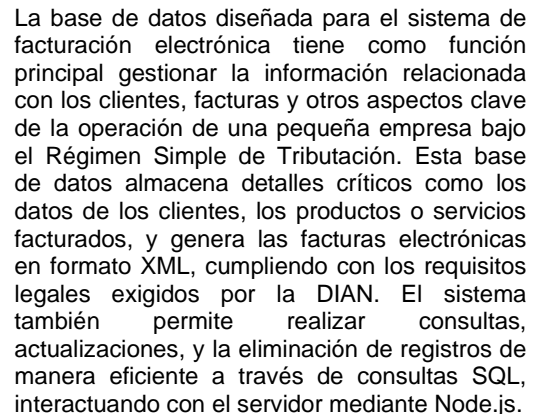 La base de datos diseñada para el sistema de
facturación electrónica tiene como función
principal gestionar la información relacionada
con los clientes, facturas y otros aspectos clave
de la operación de una pequeña empresa bajo
el Régimen Simple de Tributación. Esta base
de datos almacena detalles críticos como los
datos de los clientes, los productos o servicios
facturados, y genera las facturas electrónicas
en formato XML, cumpliendo con los requisitos
legales exigidos por la DIAN. El sistema
también permite realizar consultas,
actualizaciones, y la eliminación de registros de
manera eficiente a través de consultas SQL,
interactuando con el servidor mediante Node.js.